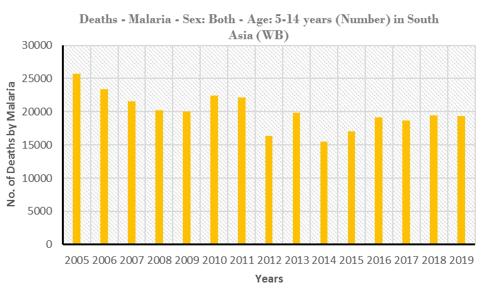 Deaths - Malaria - Sex: Both - Age: 5-14 years (Number) in South
Asia (WB)
30000
25000
20000
15000
10000
5000
0
No. of Deaths by Malaria
2005 2006 2007 2008 2009 2010 2011 2012 2013 2014 2015 2016 2017 2018 2019
Years